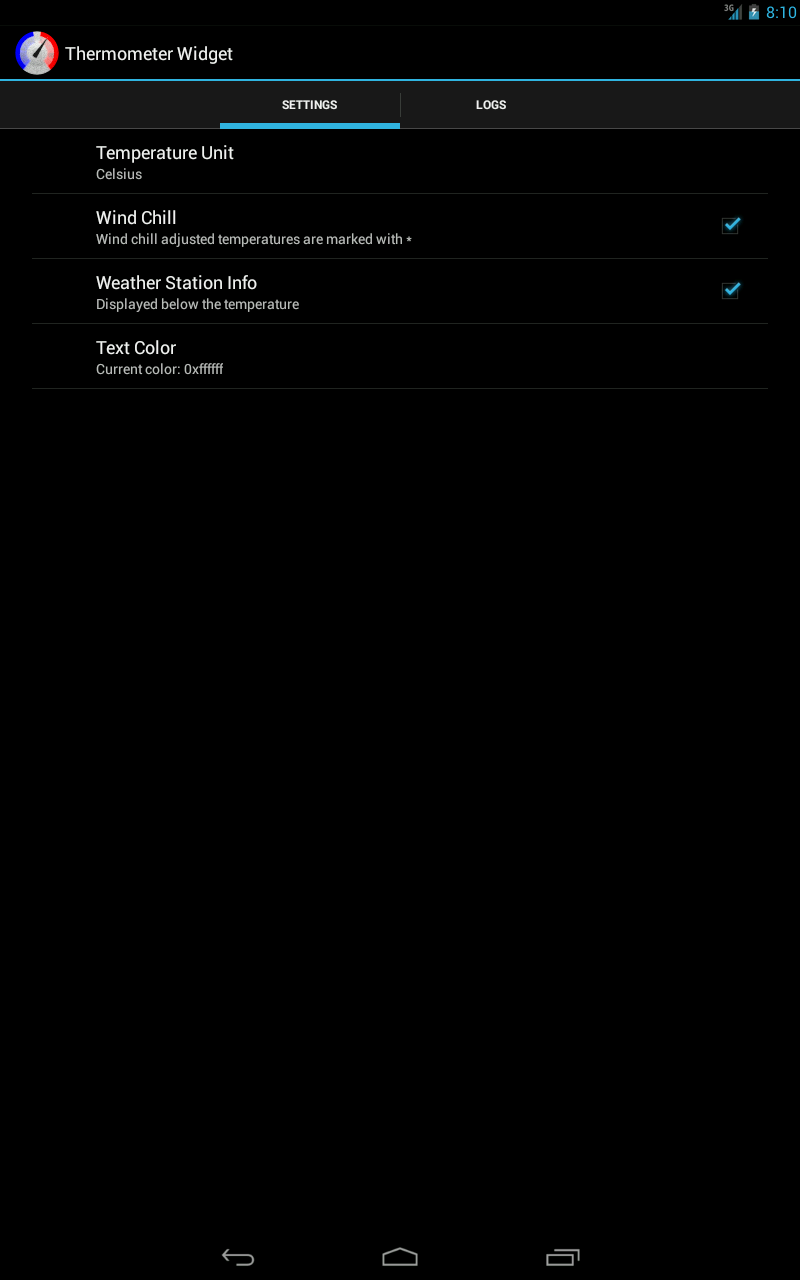 3G 8:10
Thermometer Widget
SETTINGS LOGS
Temperature Unit
Celsius
Wind Chill
Wind chill adjusted temperatures are marked with *
Weather Station Info
Displayed below the temperature
Text Color
Current color: 0xffffff